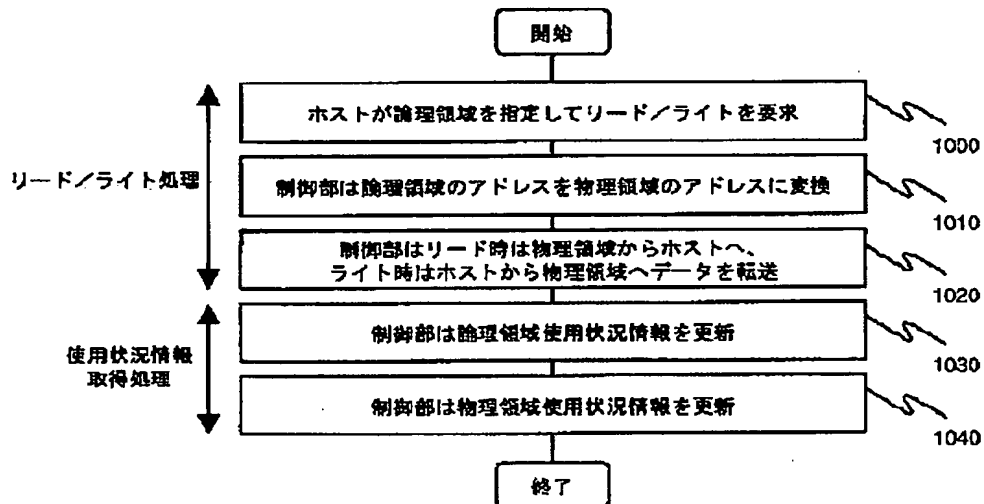 開始
ホストが論理領域を指定してリード／ライトを要求
1000
リード／ライト処理
制御部は論理領域のアドレスを物理領域のアドレスに変換
1010
制御部はリード時は物理領域からホストへ、
ライト時はホストから物理領域へデータを転送
1020
使用状況情報
取得処理
制御部は論理領域使用状況情報を更新
1030
制御部は物理領域使用状況情報を更新
1040
終了